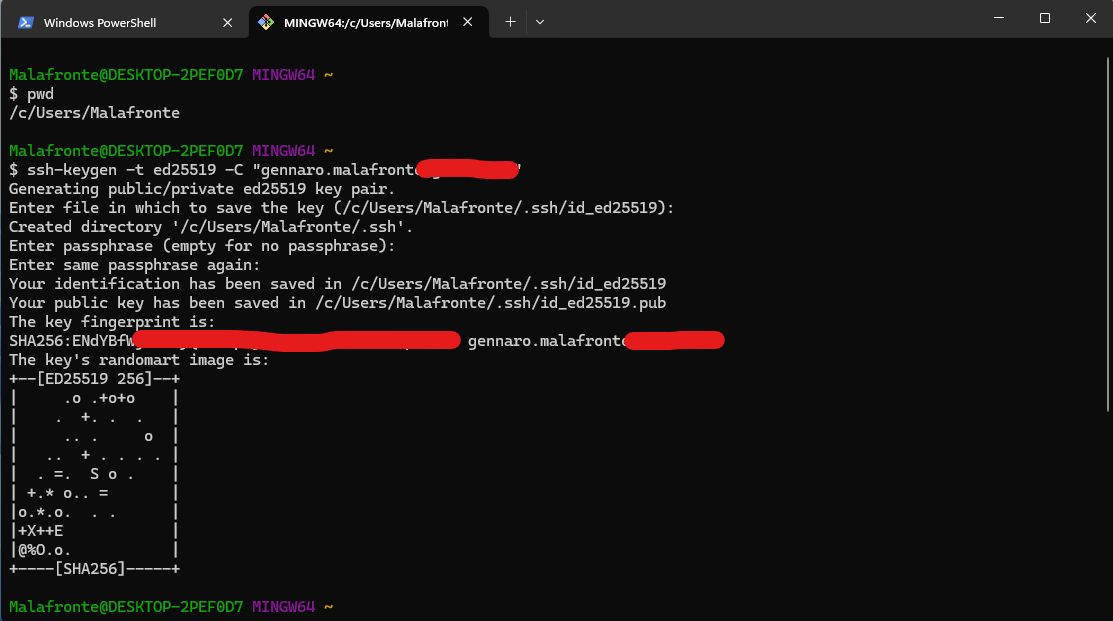 Windows PowerShell
MINGW64:/c/Users/Malafront
Malafronte@DESKTOP-2PEF0D7 MINGW64 ~
$ pwd
/c/Users/Malafronte
Malafronte@DESKTOP-2PEF0D7 MINGW64 ~
$ ssh-keygen -t ed25519 -C "gennaro.malafronte
Generating public/private ed25519 key pair.
Enter file in which to save the key (/c/Users/Malafronte/.ssh/id_ed25519):
Created directory '/c/Users/Malafronte/.ssh'.
Enter passphrase (empty for no passphrase):
Enter same passphrase again:
Your identification has been saved in /c/Users/Malafronte/.ssh/id_ed25519
Your public key has been saved in /c/Users/Malafronte/.ssh/id_ed25519.pub
The key fingerprint is:
SHA256:ENdYBfW gennaro.malafronte
The key's randomart image is:
+--[ED25519 256]--+
|     .o .+o+o    |
|    .  +. .  .   |
|     .. .     o  |
|   ..  + . . . . |
|  . =.  S o .    |
| +.* o.. =       |
|o.*.o.  . .      |
|+X++E            |
|@%O.o.           |
+----[SHA256]-----+
Malafronte@DESKTOP-2PEF0D7 MINGW64 ~